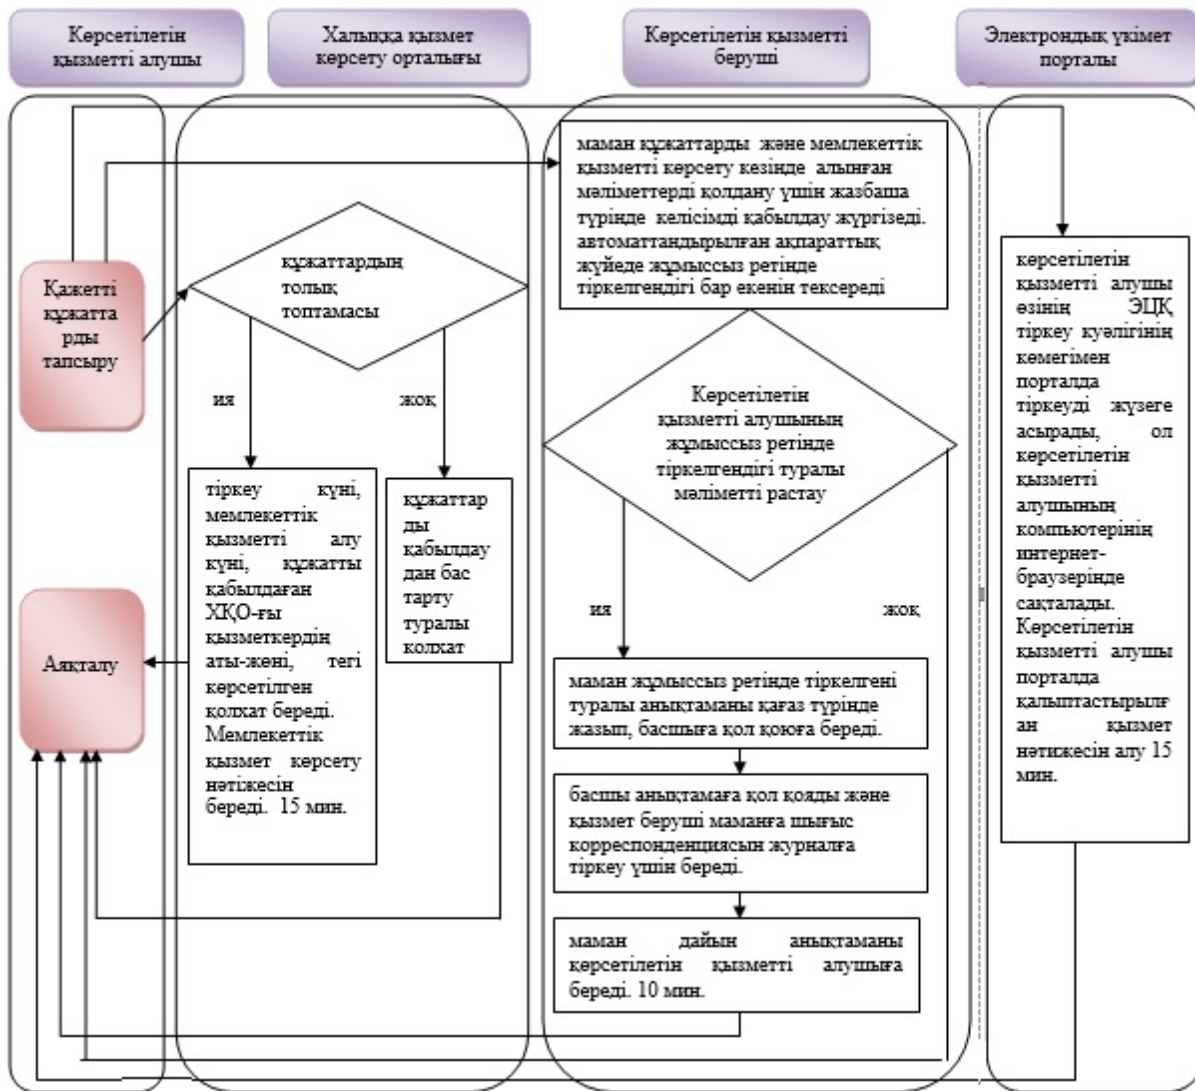 Көрсетілетін
қызметті алушы
Халыққа қызмет
көрсету орталығы
Көрсетілетін қызметті
беруші
Электрондық үкімет
порталы
Қажетті
құжатта
рды
тапсыру
Аяқталу
құжаттардың
толық
топтамасы
ия
жоқ
тіркеу күні,
мемлекеттік
қызметті алу
күні, құжатты
қабылдаған
ХҚО-ғы
қызметкердің
аты-жөні, тегі
көрсетілген
қолхат береді.
Мемлекеттік
қызмет көрсету
нәтіжесін
береді. 15 мин.
құжаттар
ды
қабылдау
дан бас
тарту
туралы
колхат
маман құжаттарды және мемлекеттік
қызметті көрсету кезінде алынған
мәліметтерді қолдану үшін жазбаша
түрінде келісімді қабылдау жүргізеді.
автоматтандырылған ақпараттық
жүйеде жұмыссыз ретінде
тіркелгендігі бар екенін тексереді
Көрсетілетін
қызметті алушының
жұмыссыз ретінде
тіркелгендігі туралы
мәліметті растау
ия
жоқ
маман жұмыссыз ретінде тіркелгені
туралы анықтаманы қағаз түрінде
жазып, басшыға қол қоюға береді.
басшы анықтамаға қол қояды және
қызмет беруші маманға шығыс
корреспонденциясын журналға
тіркеу үшін береді.
маман дайын анықтаманы
көрсетілетін қызметті алушыға
береді. 10 мин.
көрсетілетін
қызметті алушы
өзінің ЭЦҚ
тіркеу куәлігінің
көмегімен
порталда
тіркеуді жүзеге
асырады, ол
көрсетілетін
қызметті
алушының
компьютерінің
интернет-
браузерінде
сақталады.
Көрсетілетін
қызметті алушы
порталда
қалыптастырылғ
ан қызмет
нәтижесін алу 15
мин.